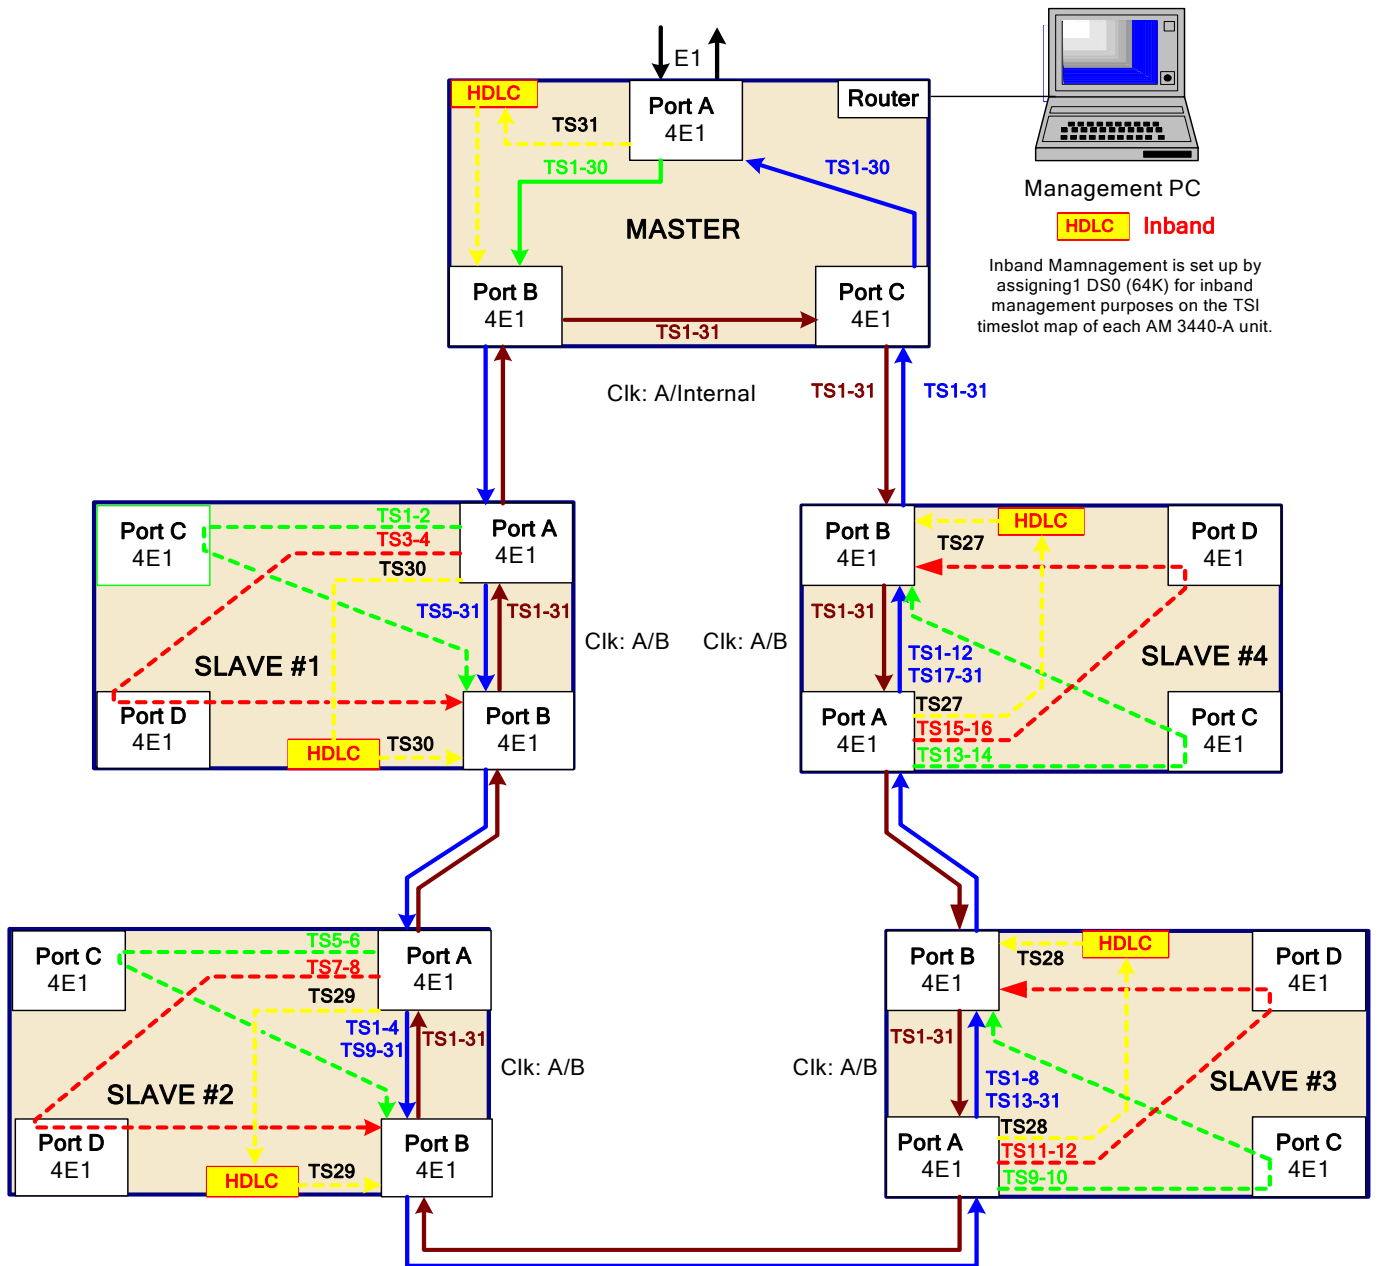 E1
HDLC
Port A
4E1
Router
TS31
TS1-30
TS1-30
MASTER
Port B
4E1
Port C
4E1
TS1-31
Management PC
HDLC
Inband
Inband Mamnagement is set up by
assigning1 DS0 (64K) for inband
management purposes on the TSI
timeslot map of each AM 3440-A unit.
Clk: A/Internal
TS1-31
TS1-31
Port C
4E1
TS1-2
TS3-4
TS30
Port A
4E1
TS5-31
TS1-31
SLAVE #1
Port D
4E1
HDLC
TS30
Port B
4E1
Clk: A/B
Clk: A/B
Port B
4E1
HDLC
TS27
Port D
4E1
TS1-31
TS1-12
TS17-31
SLAVE #4
Port A
4E1
TS27
TS15-16
TS13-14
Port C
4E1
Port C
4E1
TS5-6
TS7-8
TS29
Port A
4E1
TS1-4
TS9-31
TS1-31
SLAVE #2
Port D
4E1
HDLC
TS29
Port B
4E1
Clk: A/B
Clk: A/B
Port B
4E1
HDLC
TS28
Port D
4E1
TS1-31
TS1-8
TS13-31
SLAVE #3
Port A
4E1
TS28
TS11-12
TS9-10
Port C
4E1